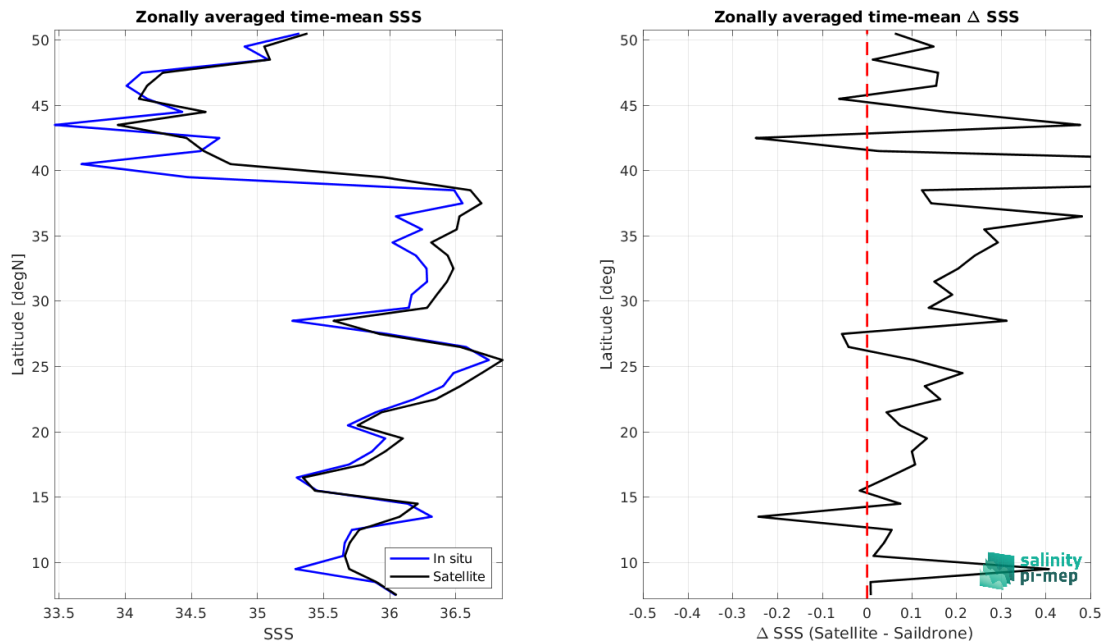 Zonally averaged time-mean SSS
50
45
40
35
30
25
20
15
10
Latitude [degN]
33.5 34 34.5 35 35.5 36 36.5
SSS
In situ
Satellite
Zonally averaged time-mean Δ SSS
50
45
40
35
30
25
20
15
10
Latitude [deg]
-0.5 -0.4 -0.3 -0.2 -0.1 0 0.1 0.2 0.3 0.4 0.5
Δ SSS (Satellite - Saildrone)
salinity
pi-mep